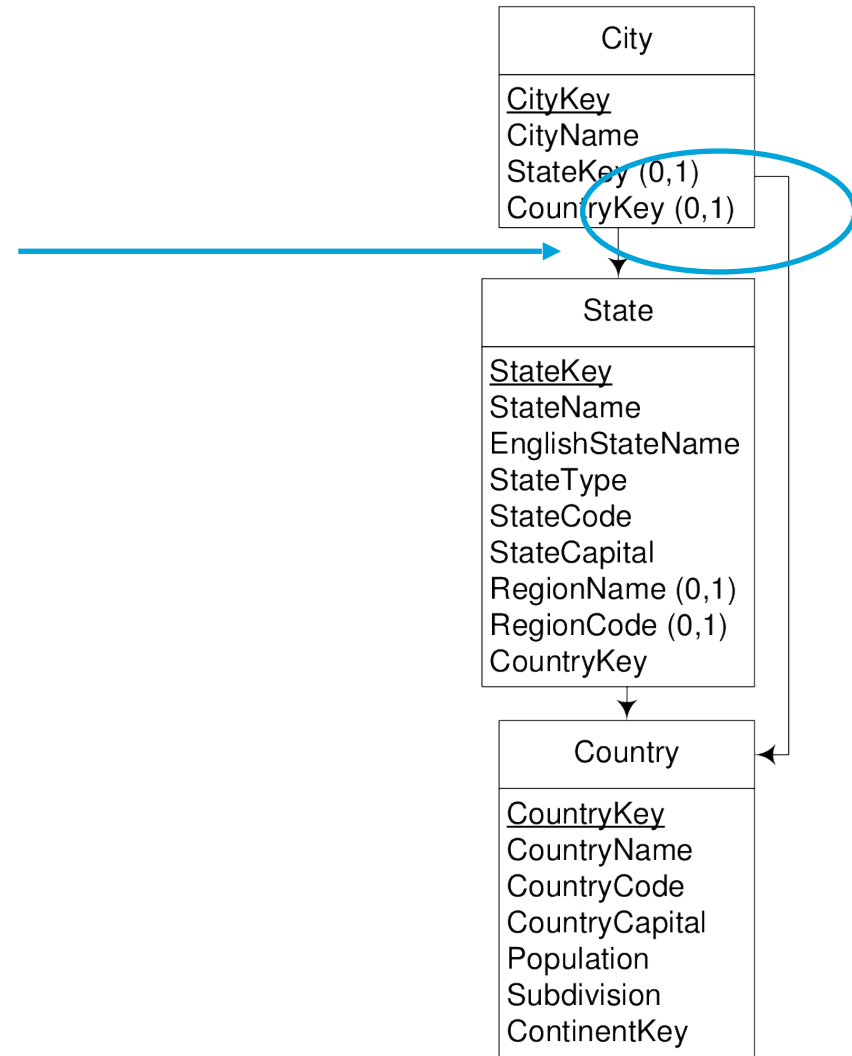 City
CityKey
CityName
StateKey (0,1)
CountryKey (0,1)
State
StateKey
StateName
EnglishStateName
StateType
StateCode
StateCapital
RegionName (0,1)
RegionCode (0,1)
CountryKey
Country
CountryKey
CountryName
CountryCode
CountryCapital
Population
Subdivision
ContinentKey